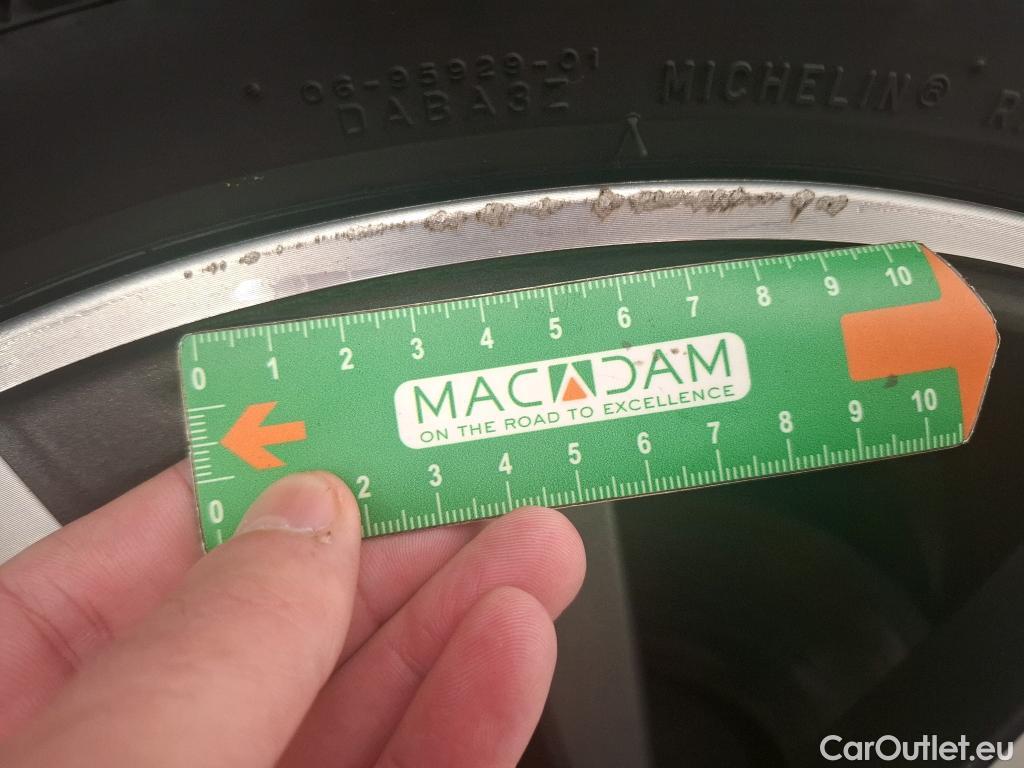 06-95929-01
DABA3Z
MICHELIN® R.
0 1 2 3 4 5 6 7 8 9 10
MACADAM
ON THE ROAD TO EXCELLENCE
0 2 3 4 5 6 7 8 9 10
CarOutlet.eu